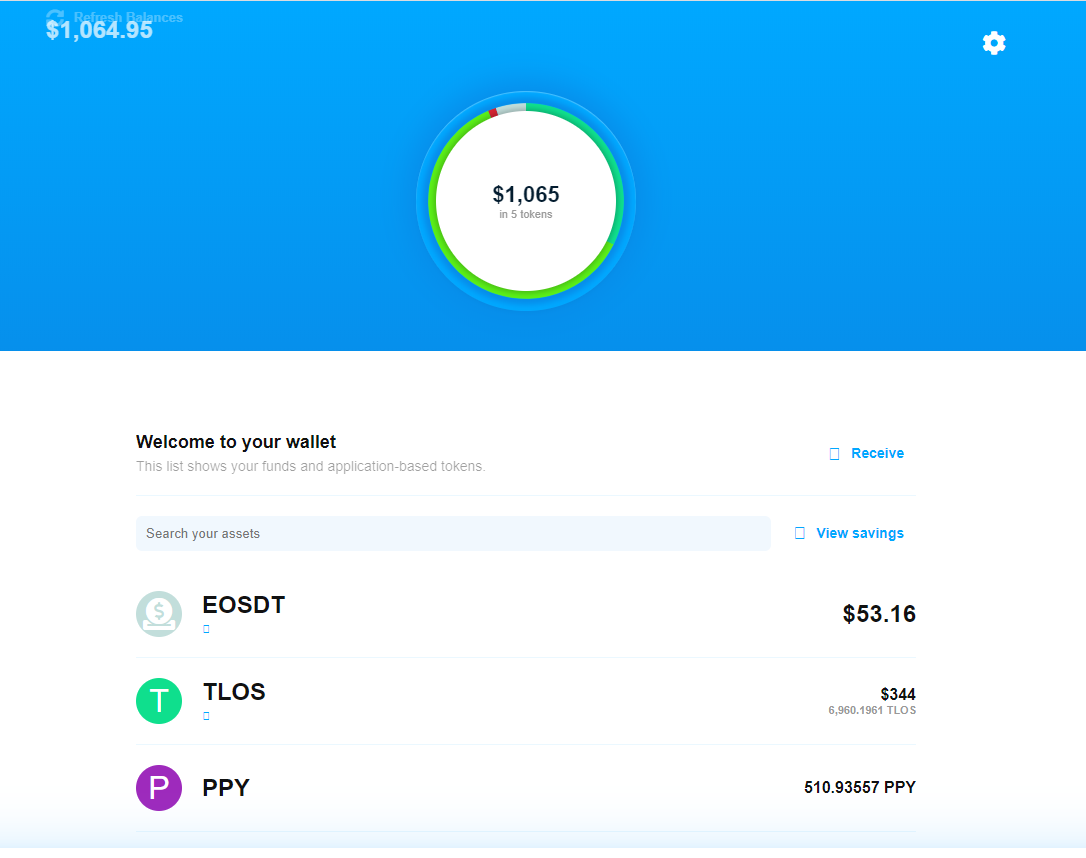 Refresh Balances
$1,064.95
$1,065
in 5 tokens
Welcome to your wallet
This list shows your funds and application-based tokens.
Receive
Search your assets
View savings
EOSDT
$53.16
T
TLOS
$344
6,960.1961 TLOS
P
PPY
510.93557 PPY